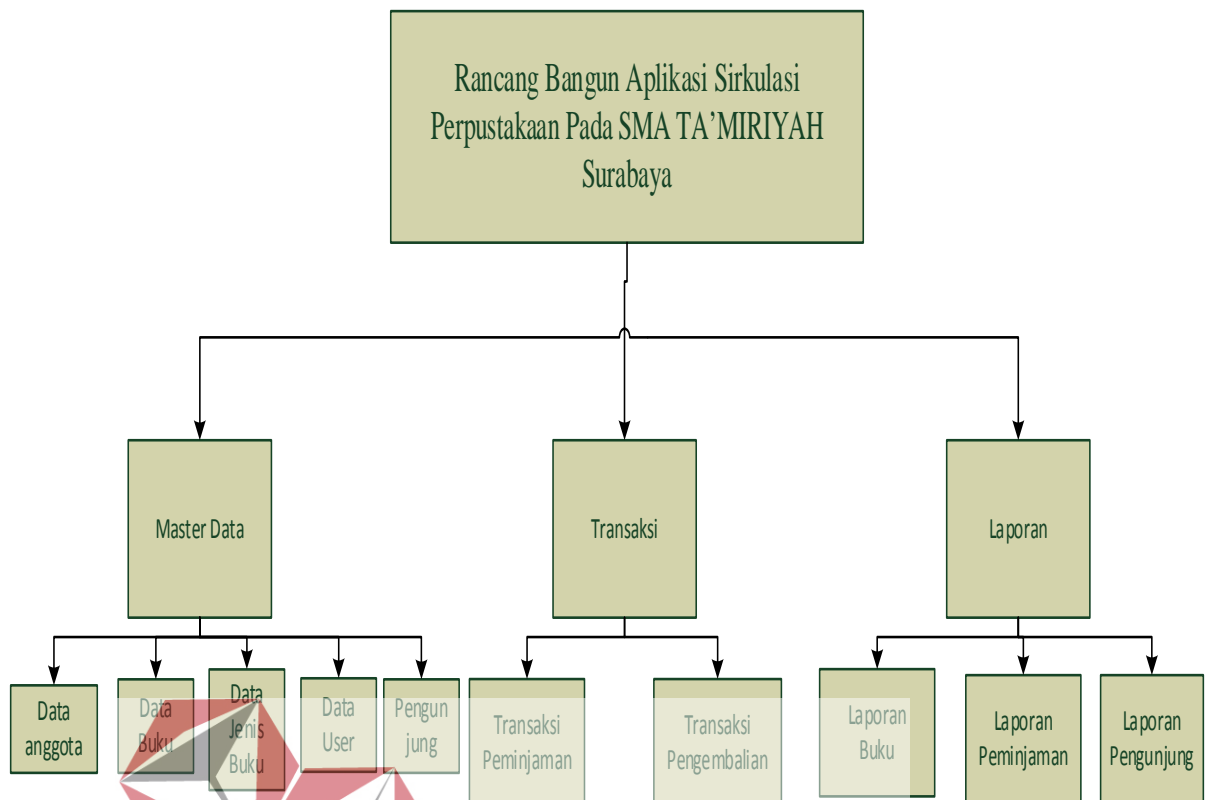 Rancang Bangun Aplikasi Sirkulasi
Perpustakaan Pada SMA TA’MIRIYAH
Surabaya
Master Data
Transaksi
Laporan
Data
anggota
Data
Buku
Data
Jenis
Buku
Data
User
Pengun
jung
Transaksi
Peminjaman
Transaksi
Pengembalian
Laporan
Buku
Laporan
Peminjaman
Laporan
Pengunjung